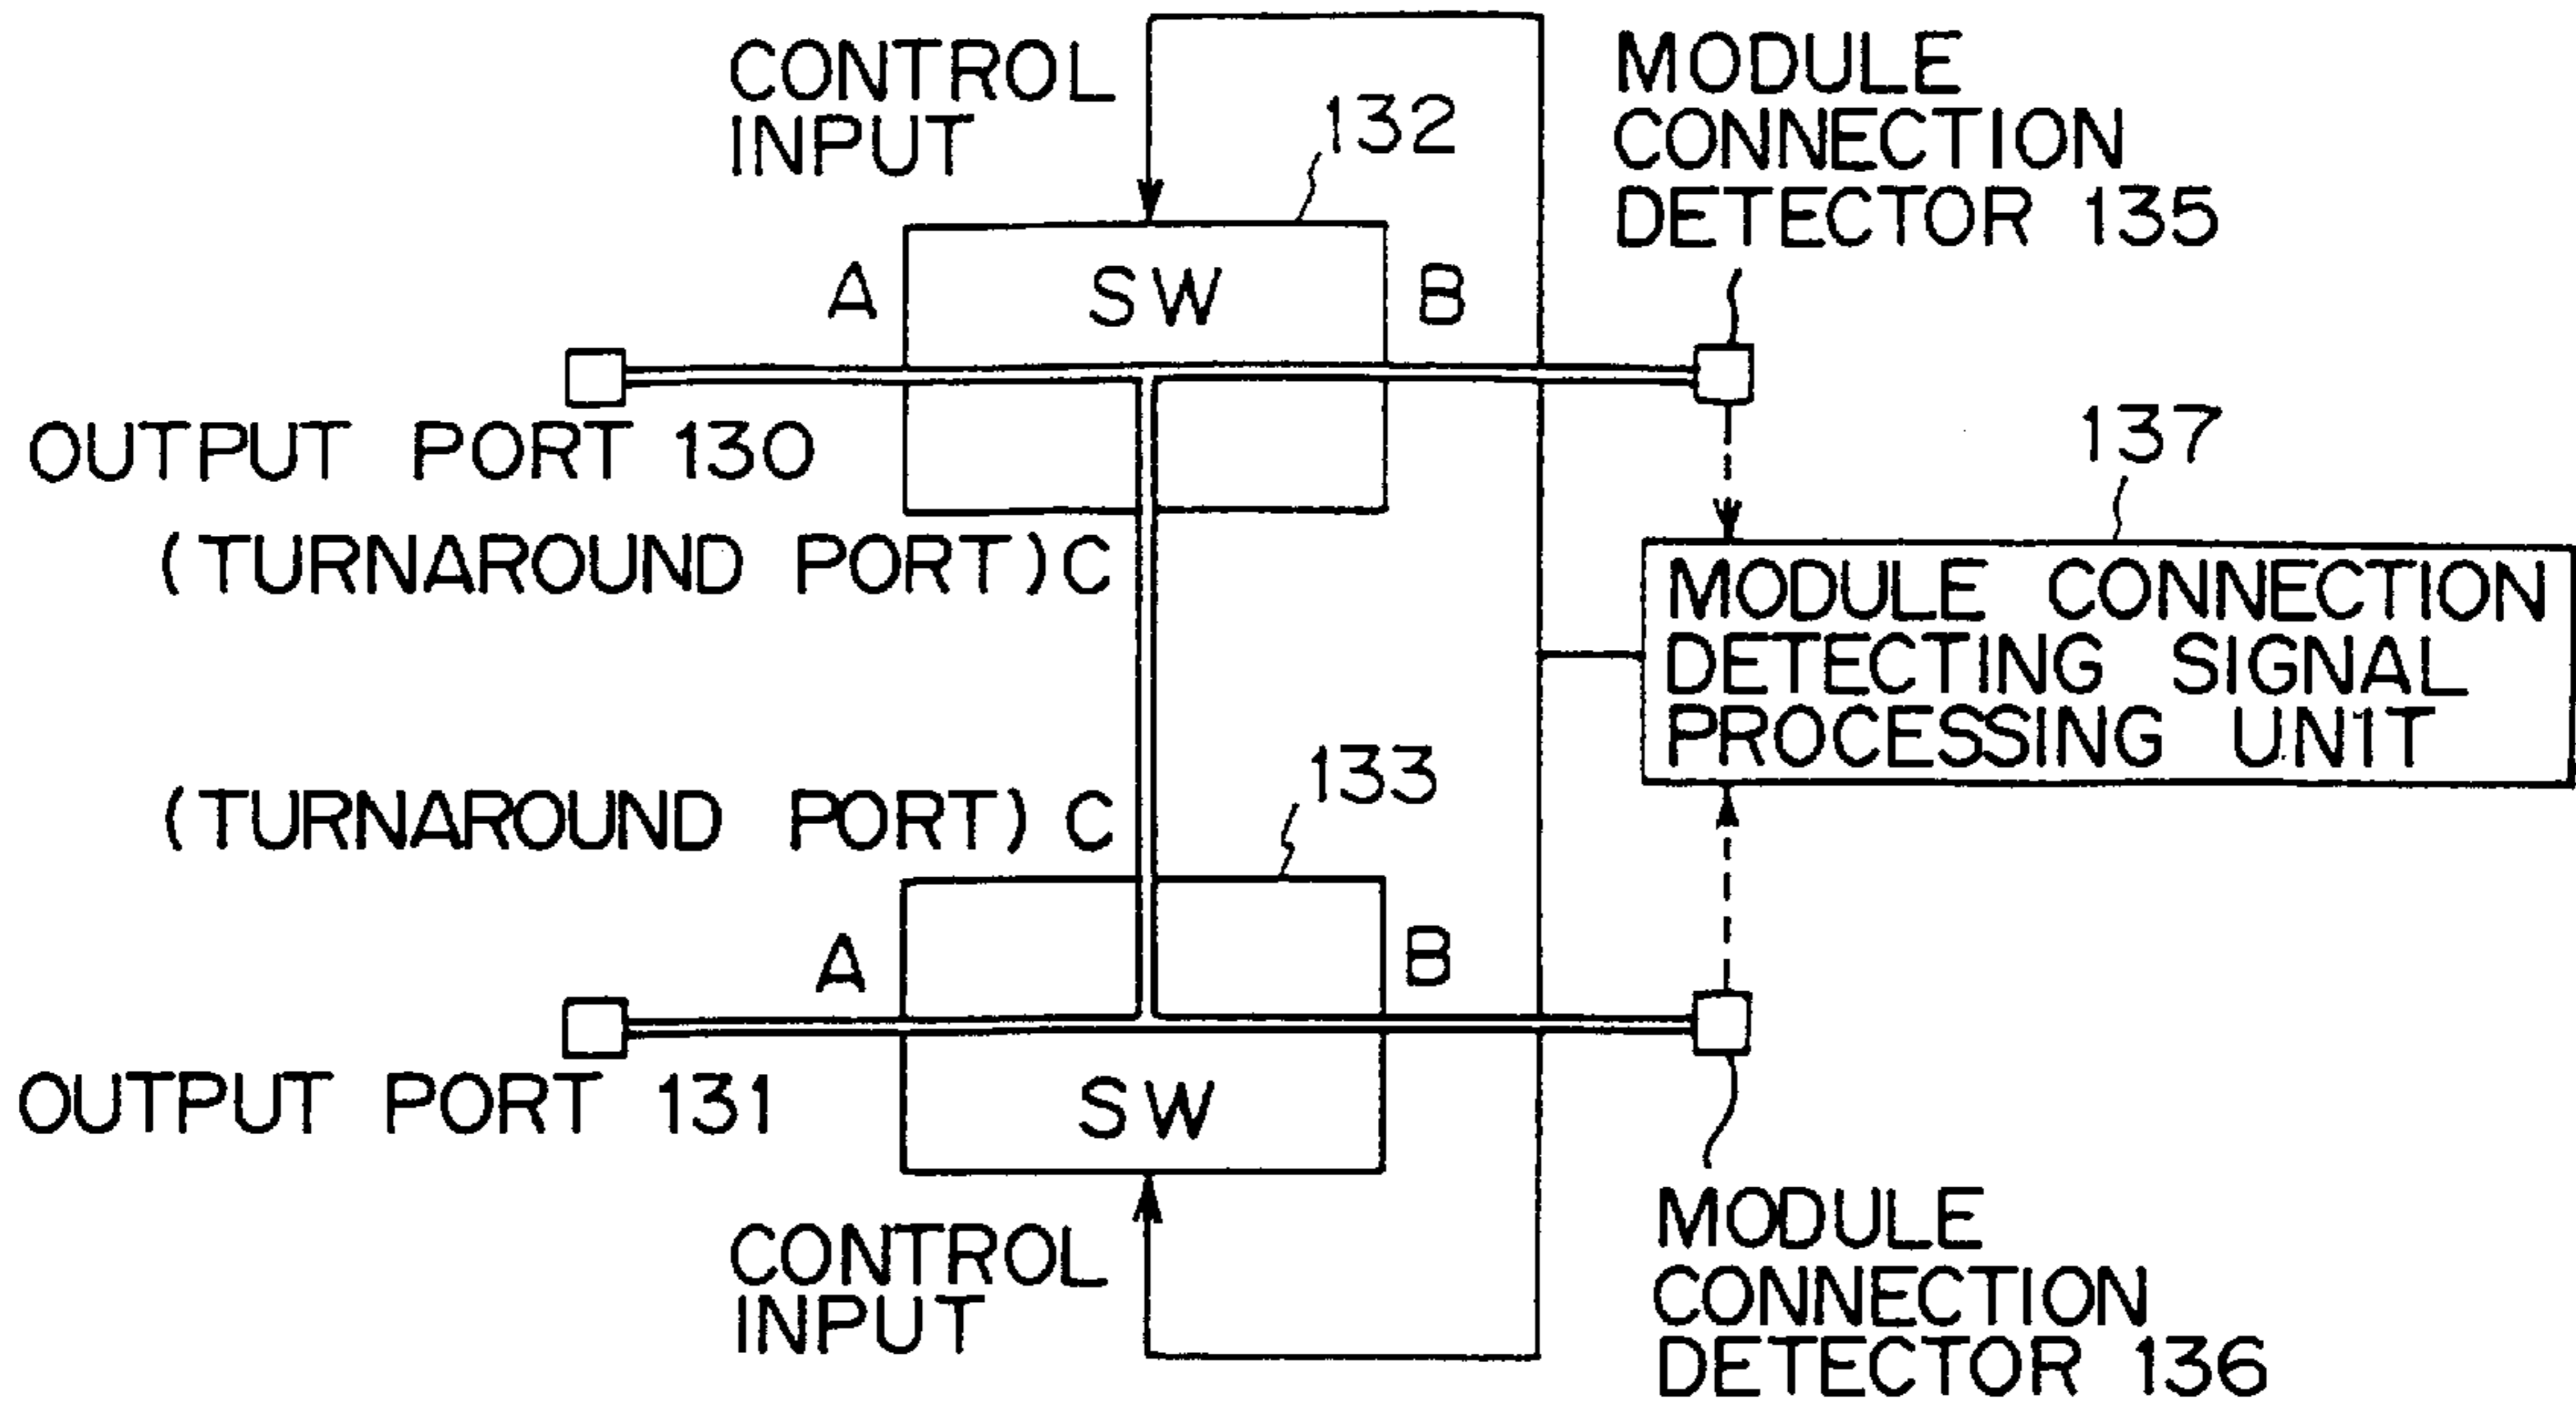 CONTROL
INPUT
132
MODULE
CONNECTION
DETECTOR 135
A
SW
B
OUTPUT PORT 130
137
(TURNAROUND PORT) C
MODULE CONNECTION
DETECTING SIGNAL
PROCESSING UNIT
(TURNAROUND PORT) C
133
A
B
SW
OUTPUT PORT 131
CONTROL
INPUT
MODULE
CONNECTION
DETECTOR 136